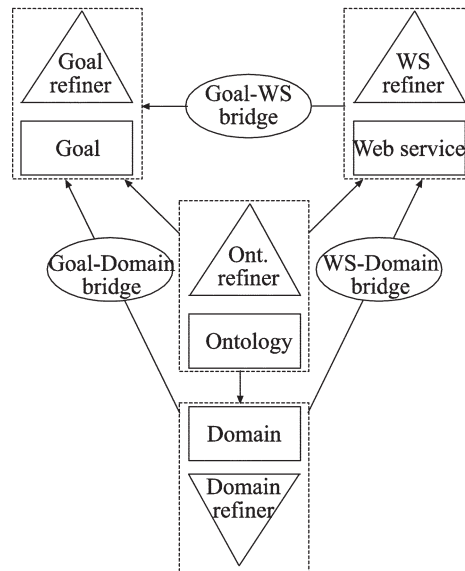 Goal
refiner
Goal
Goal-WS
bridge
WS
refiner
Web service
Goal-Domain
bridge
Ont.
refiner
Ontology
WS-Domain
bridge
Domain
Domain
refiner